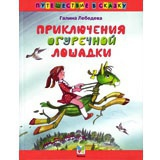 ПУТЕШЕСТВИЕ В СКАЗКУ
Галина Лебедева
ПРИКЛЮЧЕНИЯ
ОГУРЕЧНОЙ
ЛОШАДКИ